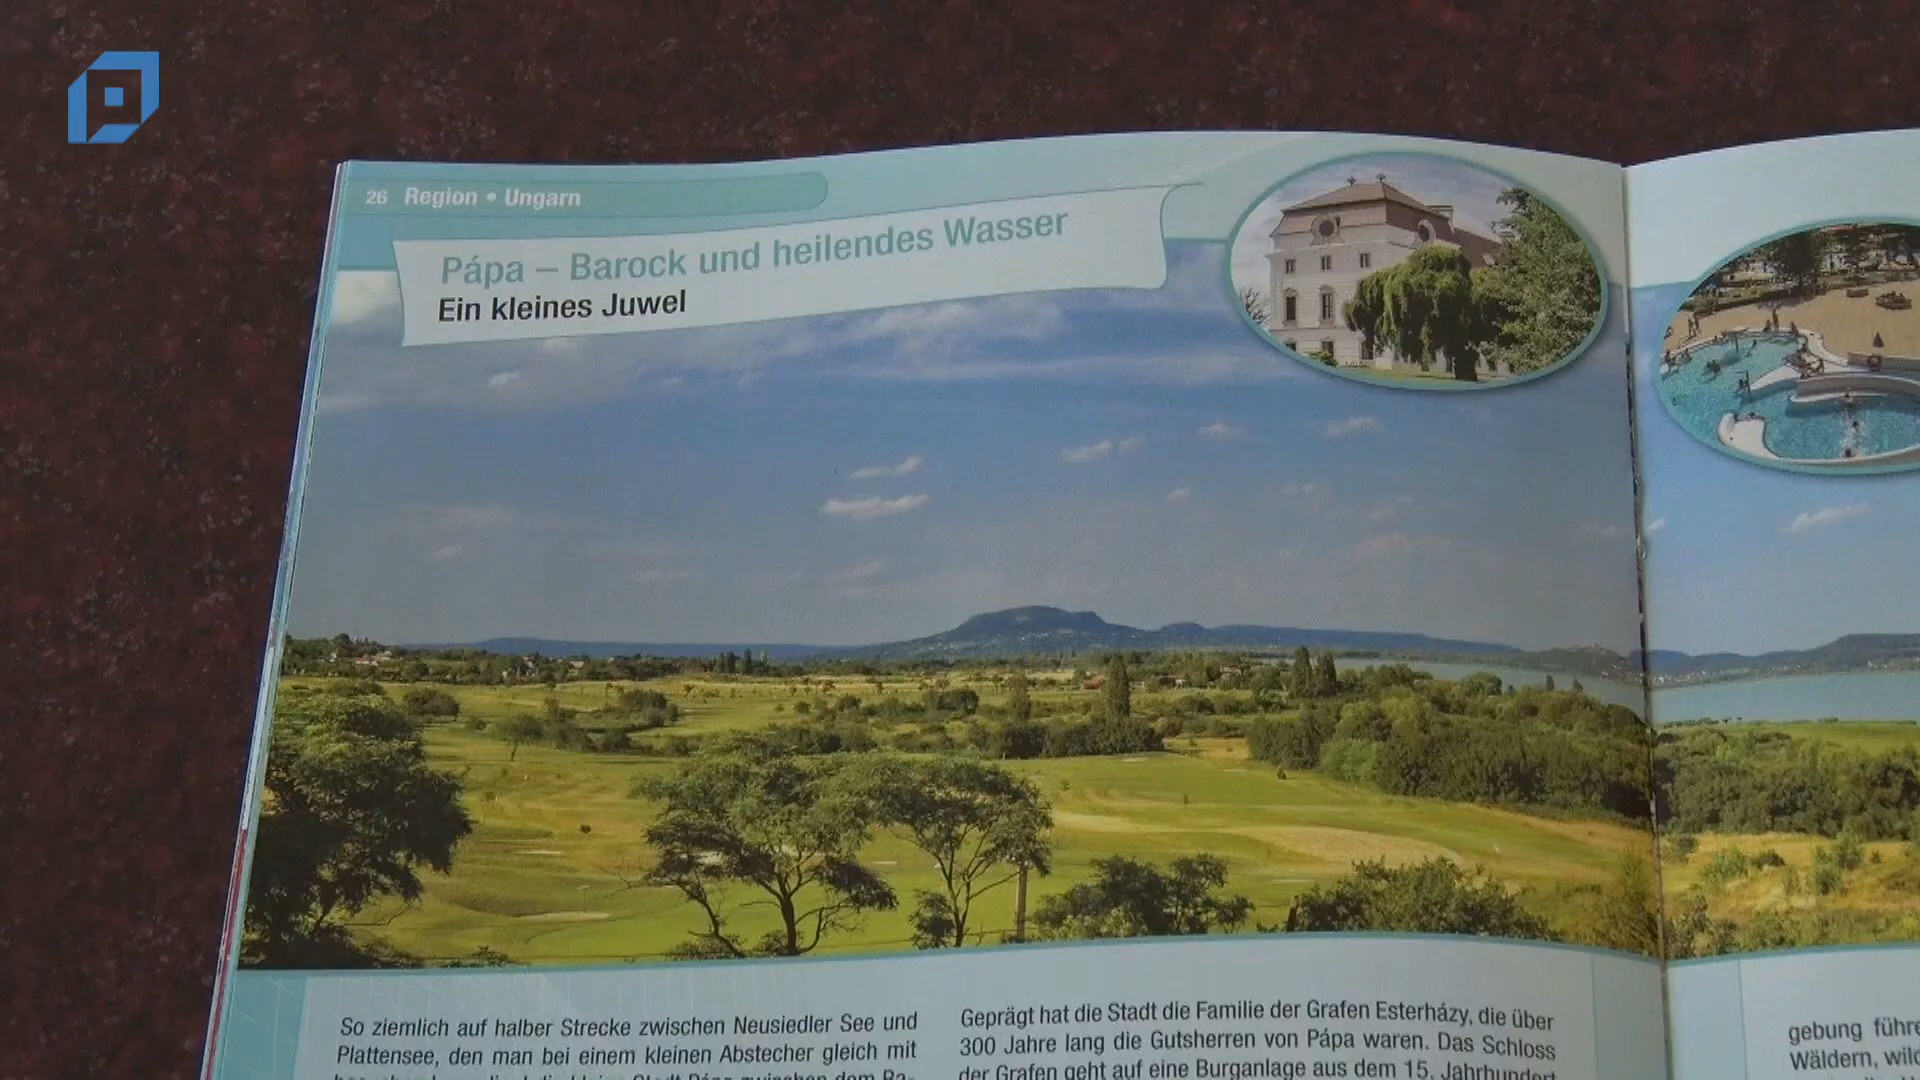 26 Region • Ungarn
Pápa – Barock und heilendes Wasser
Ein kleines Juwel
So ziemlich auf halber Strecke zwischen Neusiedler See und
Plattensee, den man bei einem kleinen Abstecher gleich mit
Geprägt hat die Stadt die Familie der Grafen Esterházy, die über
300 Jahre lang die Gutsherren von Pápa waren. Das Schloss
der Grafen geht auf eine Burganlage aus dem 15. Jahrhundert
gebung
Wäldern,